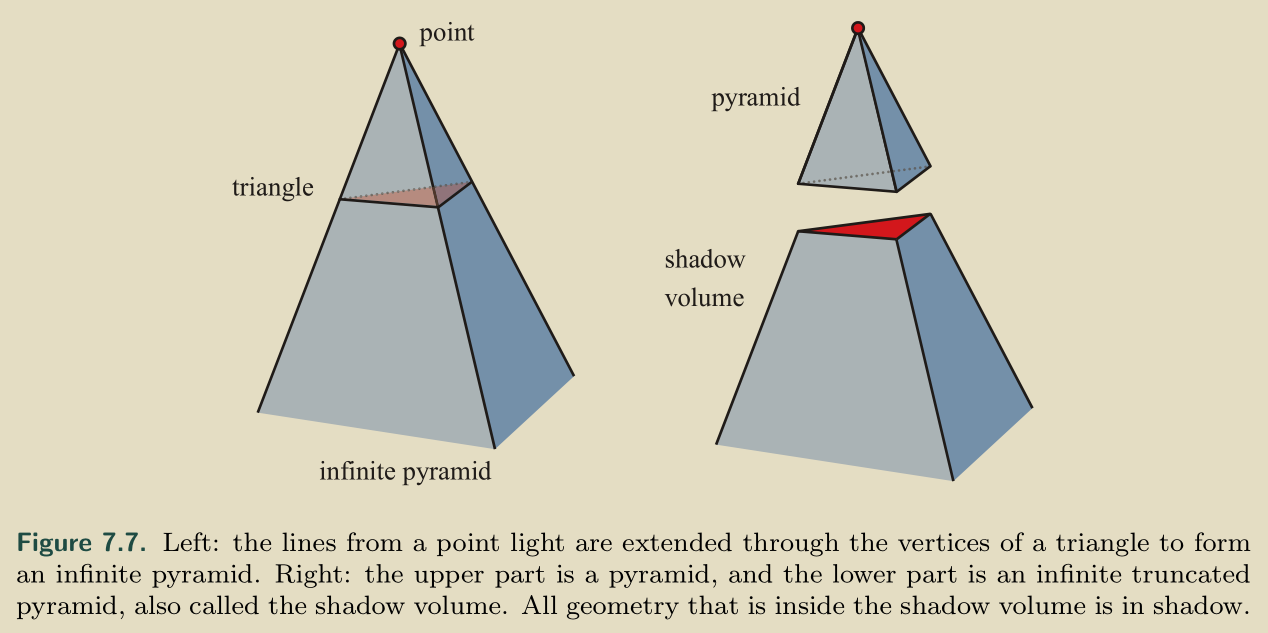 point
pyramid
triangle
shadow
volume
infinite pyramid
Figure 7.7. Left: the lines from a point light are extended through the vertices of a triangle to form
an infinite pyramid. Right: the upper part is a pyramid, and the lower part is an infinite truncated
pyramid, also called the shadow volume. All geometry that is inside the shadow volume is in shadow.